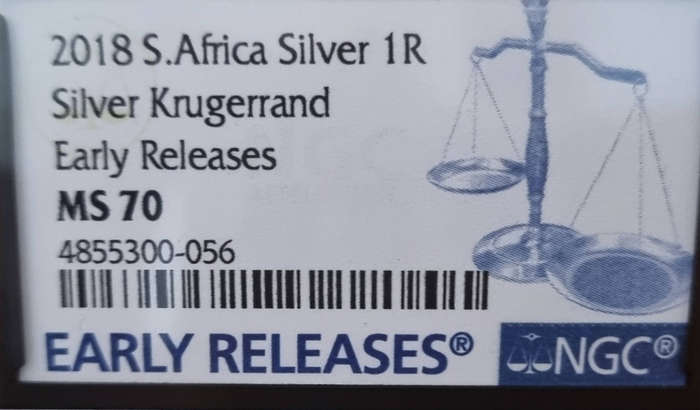 2018 S.Africa Silver 1R
Silver Krugerrand
Early Releases
MS 70
4855300-056
EARLY RELEASES® NGC®